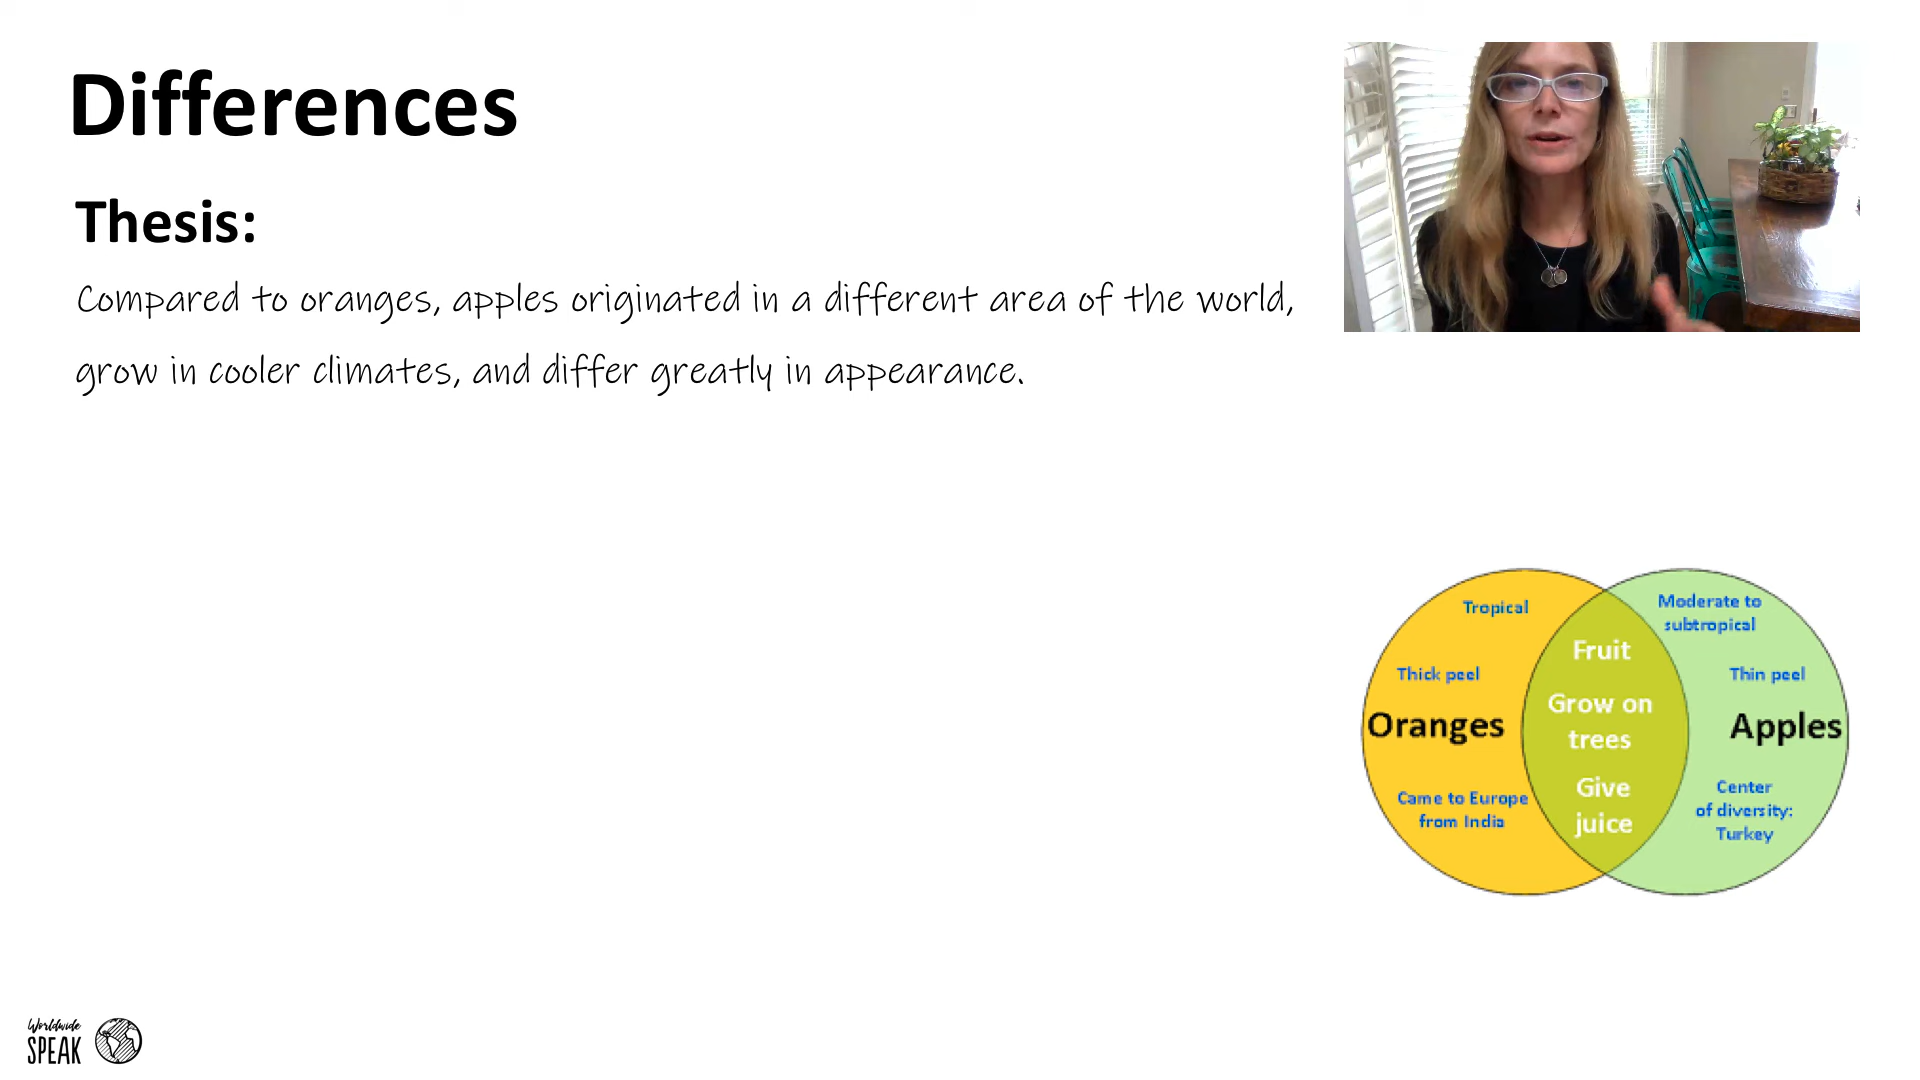 Differences
Thesis:
Compared to oranges, apples originated in a different area of the world,
grow in cooler climates, and differ greatly in appearance.
Tropical
Thick peel
Oranges
Came to Europe
from India
Fruit
Grow on
trees
Give
juice
Moderate to
subtropical
Thin peel
Apples
Center
of diversity:
Turkey
Worldwide
SPEAK